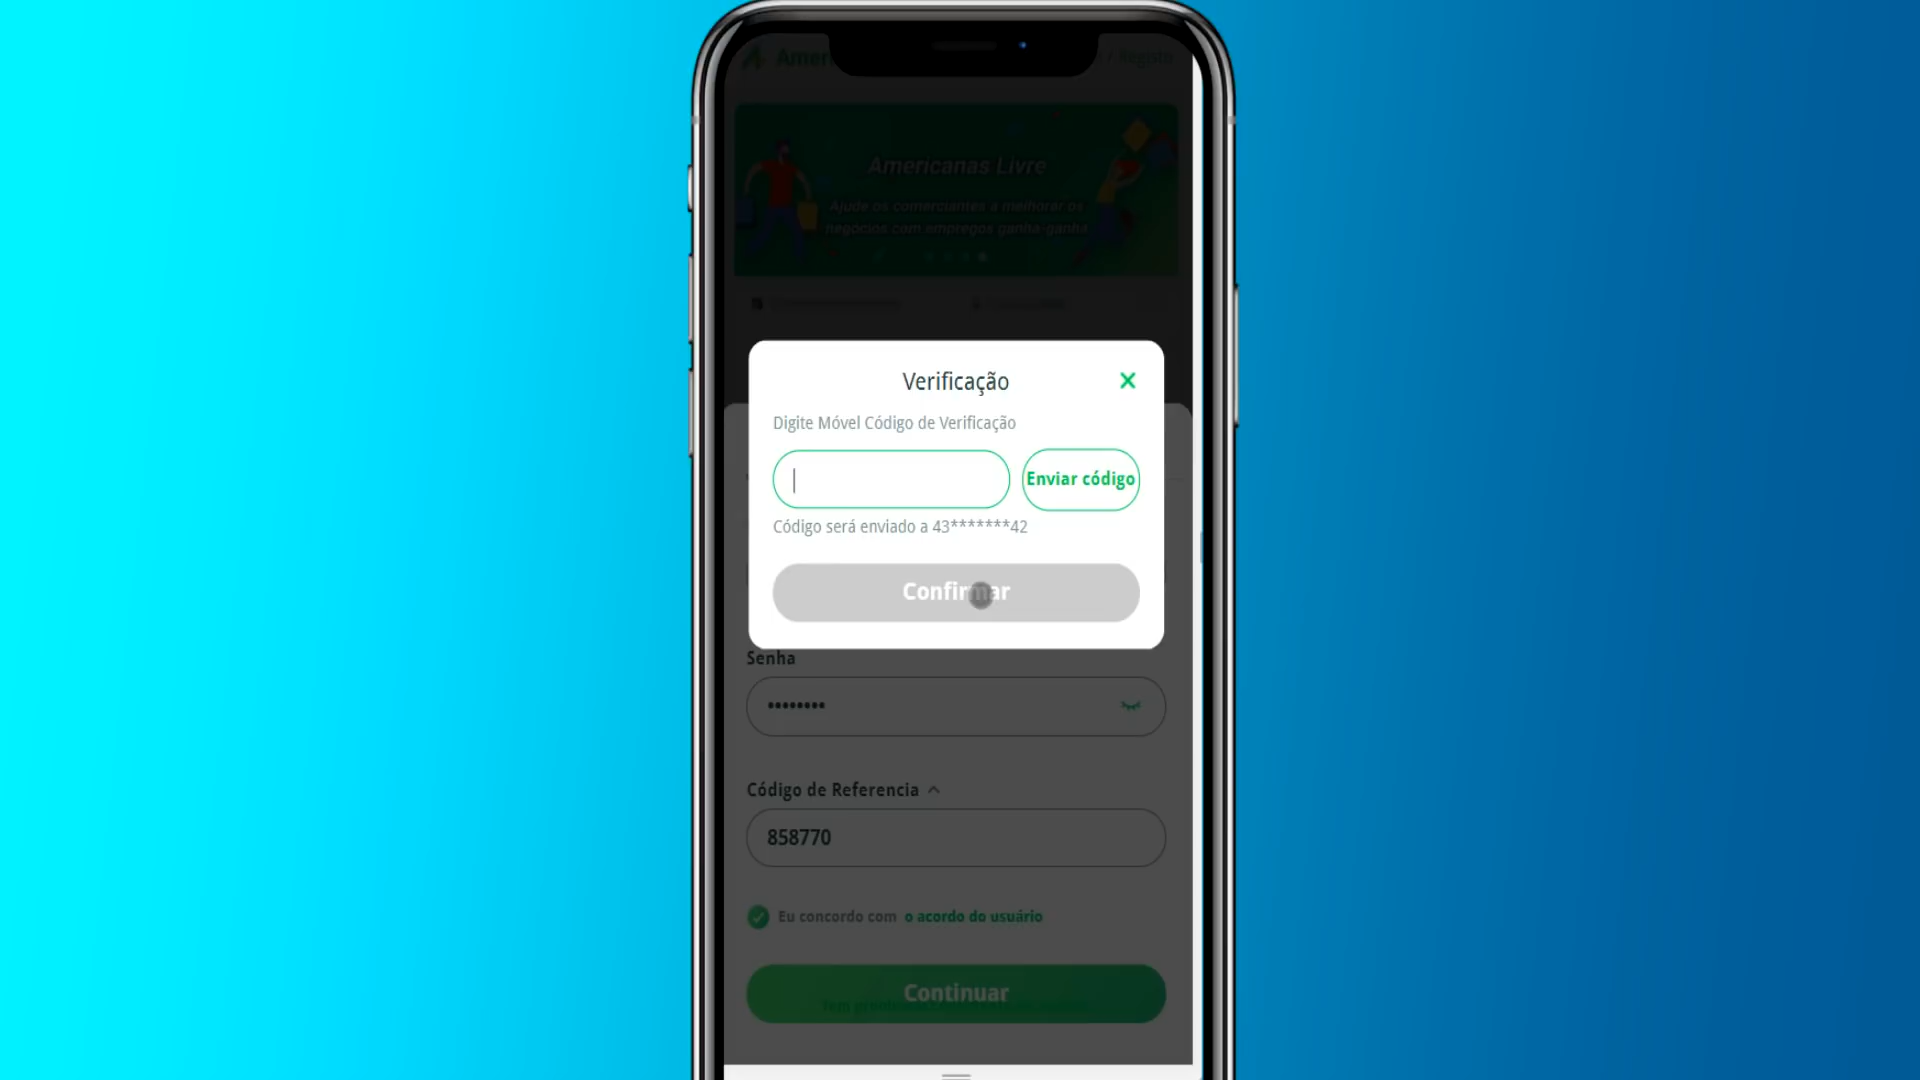 Ameri
/ Registo
Americanas Livre
Ajude os comerciantes a melhorar os
negócios com empregos ganha-ganha
Verificação
Digite Móvel Código de Verificação
Enviar código
Código será enviado a 43*******42
Confirmar
Senha
••••••••
Código de Referencia
858770
Eu concordo com o acordo do usuário
Continuar